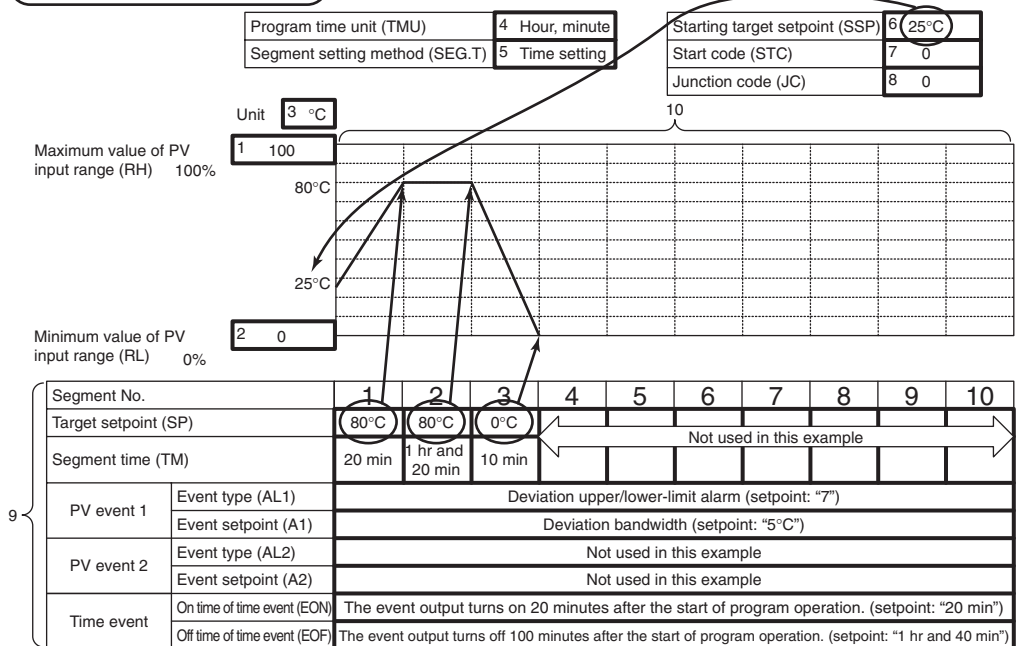 Program time unit (TMU) 4 Hour, minute
Starting target setpoint (SSP) 6 25°C
Segment setting method (SEG.T) 5 Time setting
Start code (STC) 7 0
Junction code (JC) 8 0
Unit 3 °C
10
Maximum value of PV
input range (RH) 100%
1 100
80°C
25°C
Minimum value of PV
input range (RL) 0%
2 0
9
Segment No. 1 2 3 4 5 6 7 8 9 10
Target setpoint (SP) 80°C 80°C 0°C
Not used in this example
Segment time (TM) 20 min 1 hr and 20 min 10 min
PV event 1
Event type (AL1) Deviation upper/lower-limit alarm (setpoint: “7”)
Event setpoint (A1) Deviation bandwidth (setpoint: “5°C”)
PV event 2
Event type (AL2) Not used in this example
Event setpoint (A2) Not used in this example
Time event
On time of time event (EON) The event output turns on 20 minutes after the start of program operation. (setpoint: “20 min”)
Off time of time event (EOF) The event output turns off 100 minutes after the start of program operation. (setpoint: “1 hr and 40 min”)